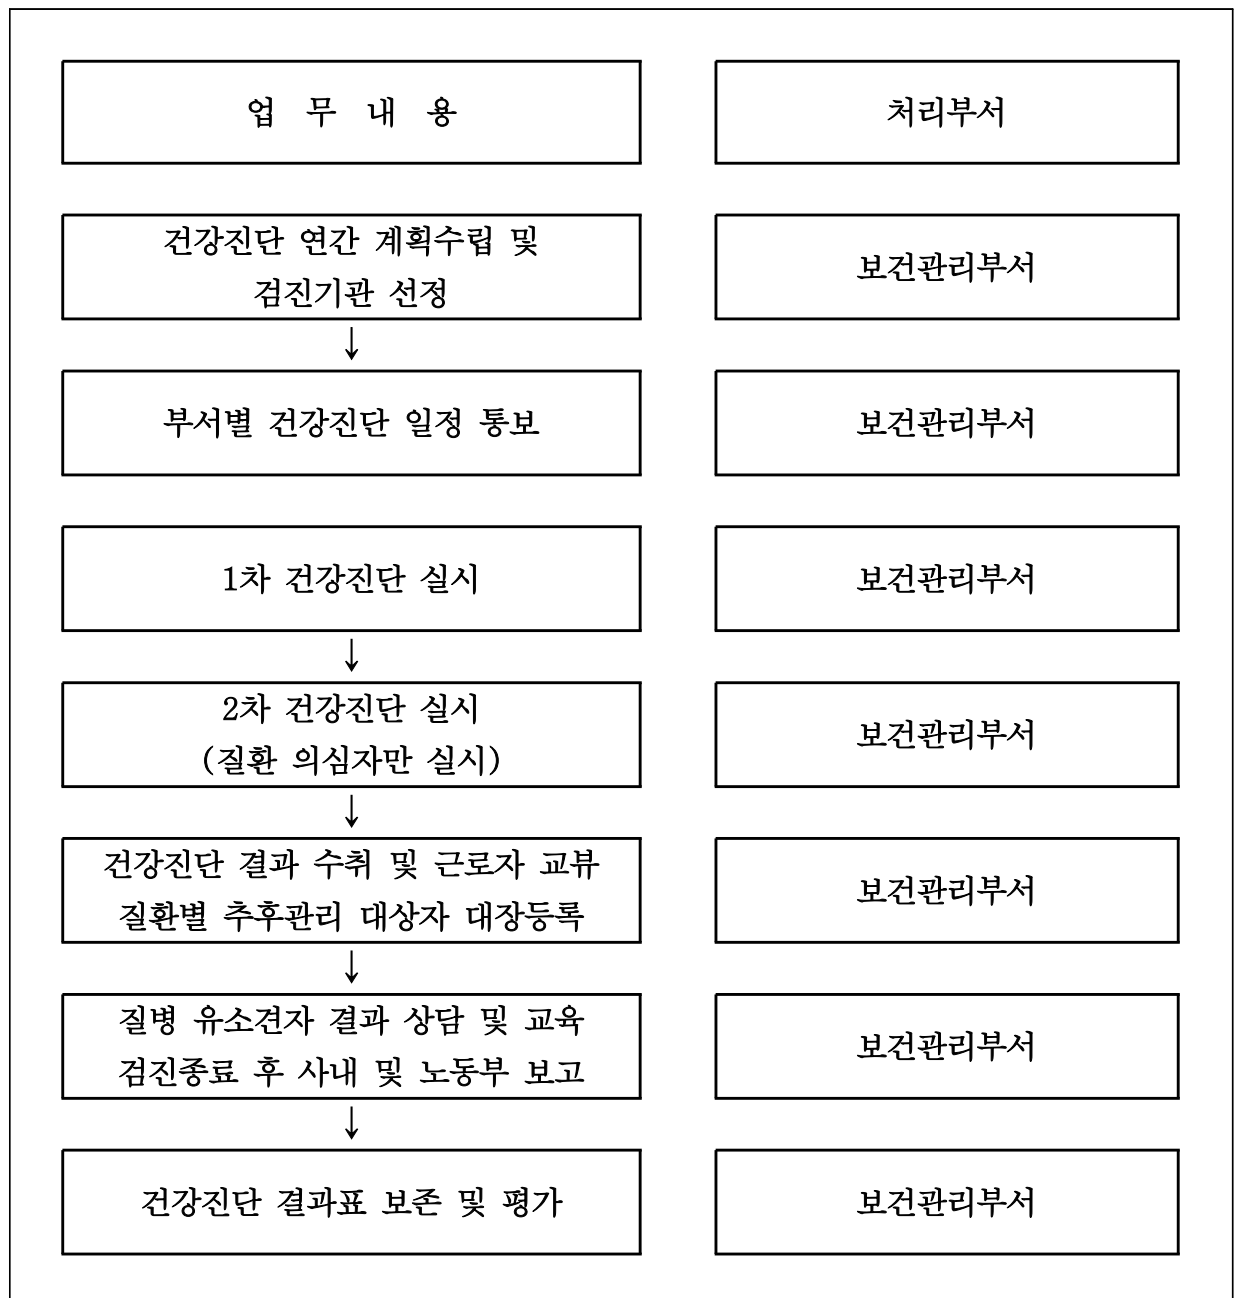 업 무 내 용
처리부서
건강진단 연간 계획수립 및
검진기관 선정
보건관리부서
↓
부서별 건강진단 일정 통보
보건관리부서
1차 건강진단 실시
보건관리부서
↓
2차 건강진단 실시
(질환 의심자만 실시)
보건관리부서
↓
건강진단 결과 수취 및 근로자 교뷰
질환별 추후관리 대상자 대장등록
보건관리부서
↓
질병 유소견자 결과 상담 및 교육
검진종료 후 사내 및 노동부 보고
보건관리부서
↓
건강진단 결과표 보존 및 평가
보건관리부서